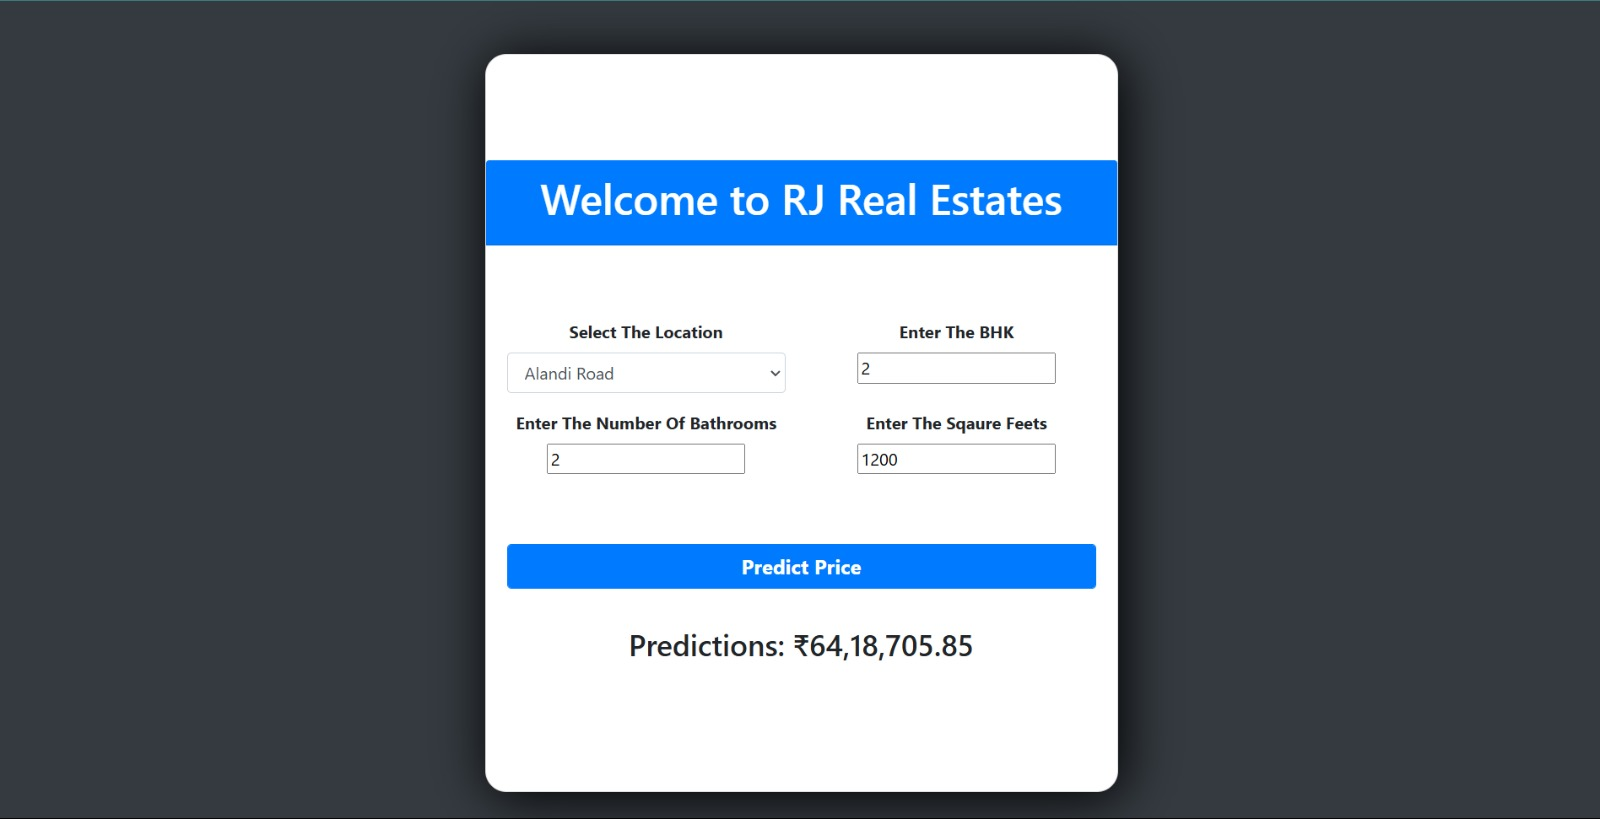 Welcome to RJ Real Estates
Select The Location
Enter The BHK
Alandi Road
2
Enter The Number Of Bathrooms
Enter The Sqaure Feets
2
1200
Predict Price
Predictions: ₹64,18,705.85